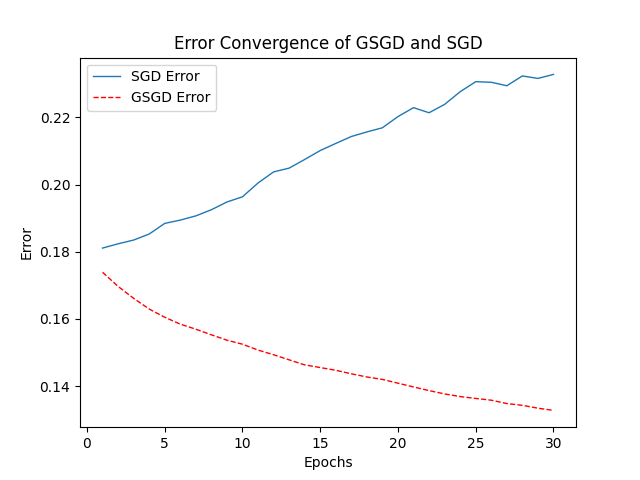 Error Convergence of GSGD and SGD
SGD Error
GSGD Error
Error
0.22
0.20
0.18
0.16
0.14
0 5 10 15 20 25 30
Epochs